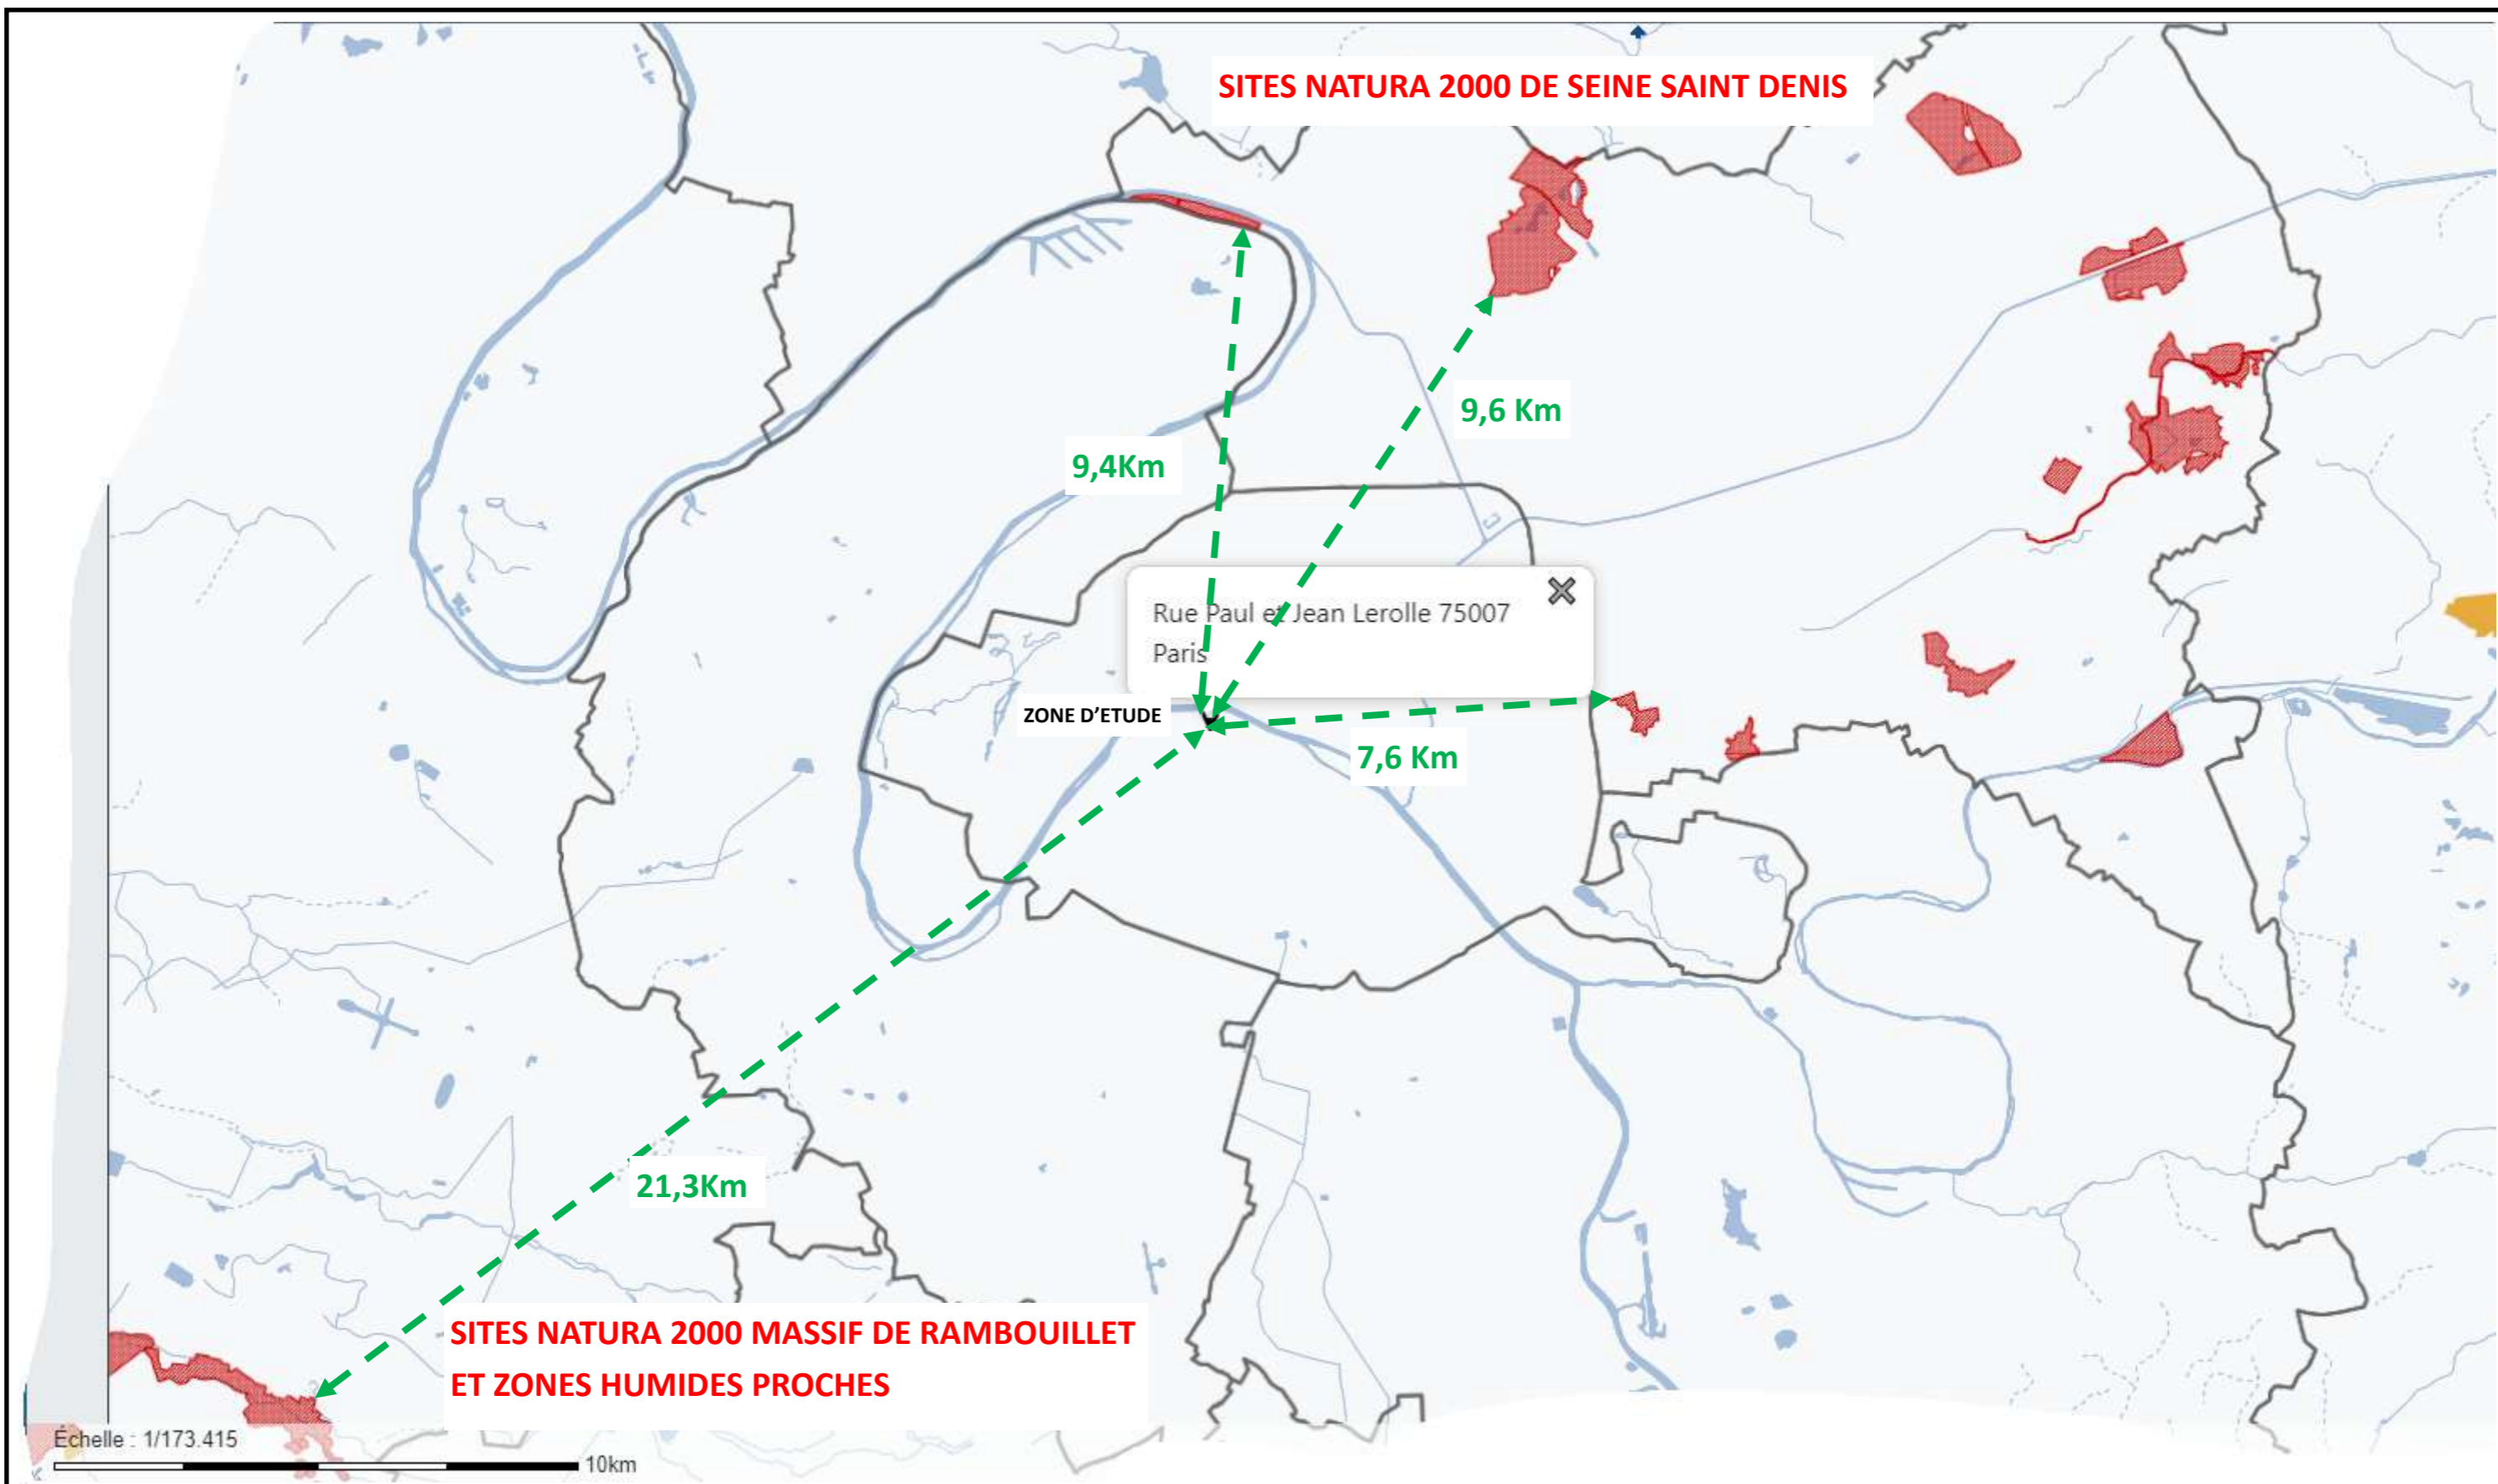 SITES NATURA 2000 DE SEINE SAINT DENIS
9,6 Km
9,4Km
Rue Paul et Jean Lerolle 75007
Paris
ZONE D'ETUDE
7,6 Km
21,3Km
SITES NATURA 2000 MASSIF DE RAMBOUILLET
ET ZONES HUMIDES PROCHES
Échelle : 1/173.415
10km